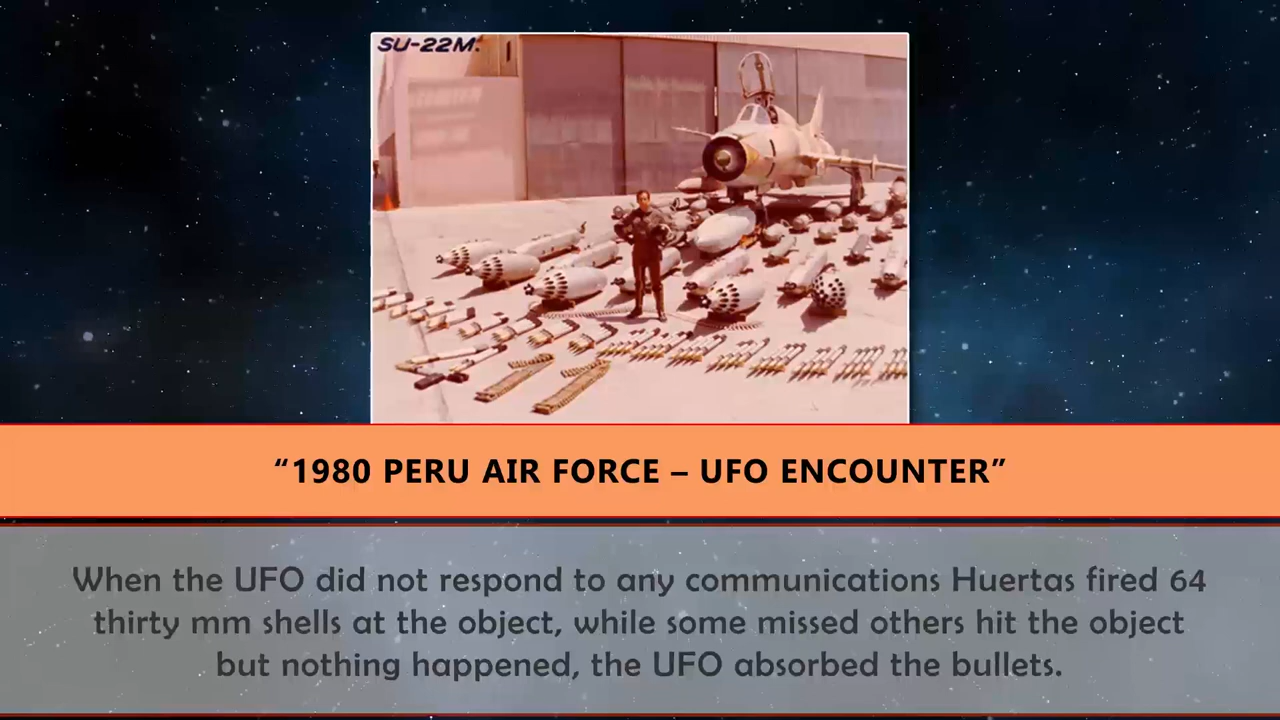 SU-22M.
“1980 PERU AIR FORCE – UFO ENCOUNTER”
When the UFO did not respond to any communications Huertas fired 64
thirty mm shells at the object, while some missed others hit the object
but nothing happened, the UFO absorbed the bullets.